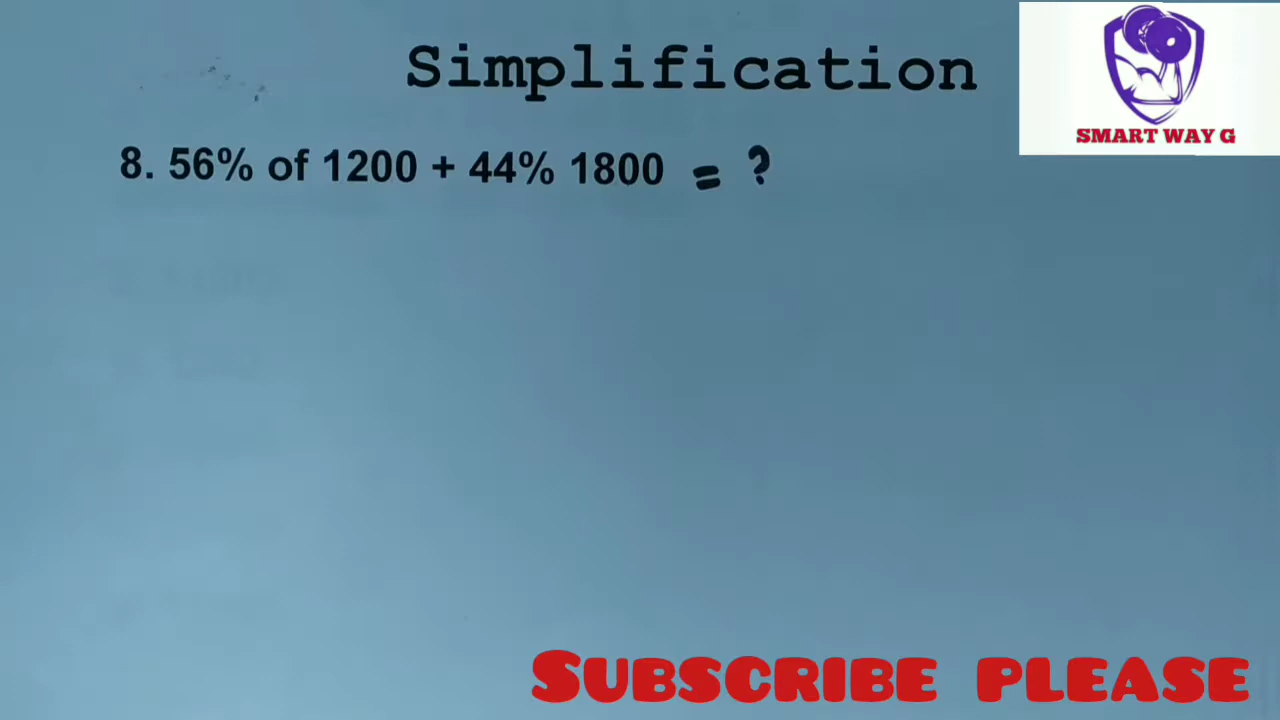 Simplification
SMART WAY G
8. 56% of 1200 + 44% 1800 = ?
SUBSCRIBE PLEASE